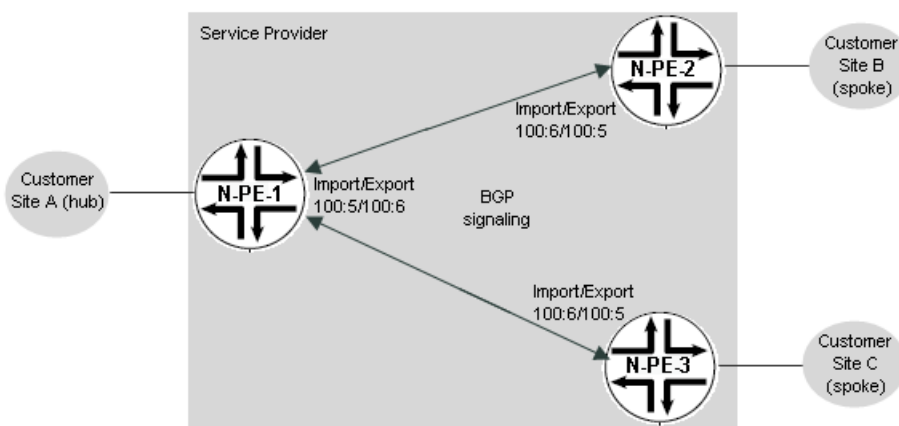 Service Provider
N-PE-2
Customer
Site B
(spoke)
Import/Export
100:6/100:5
Customer
Site A (hub)
N-PE-1
Import/Export
100:5/100:6
BGP
signaling
Import/Export
100:6/100:5
N-PE-3
Customer
Site C
(spoke)